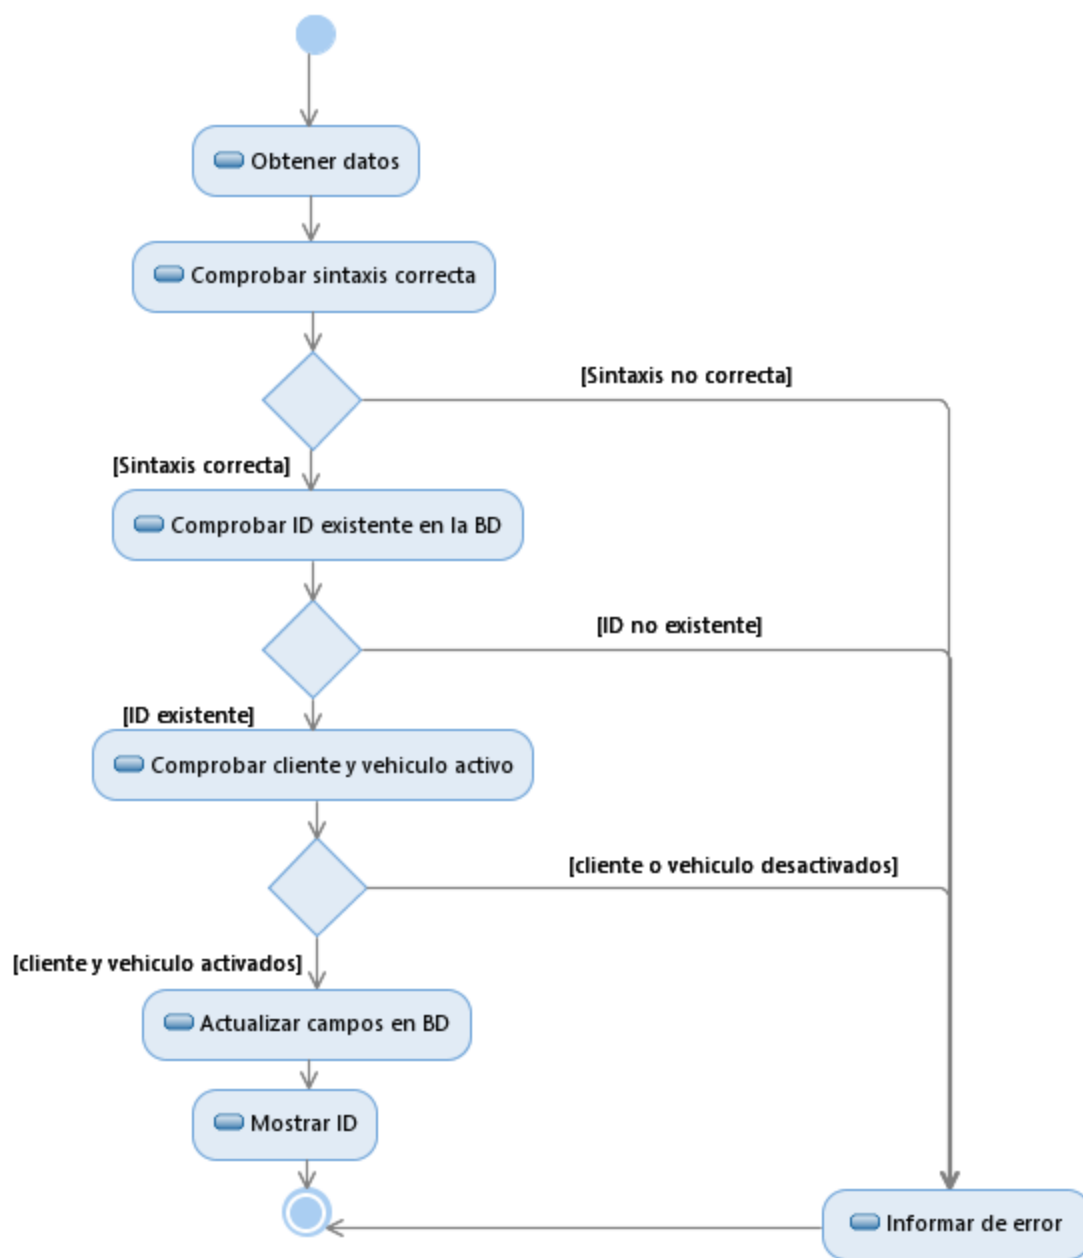 Obtener datos
Comprobar sintaxis correcta
[Sintaxis no correcta]
[Sintaxis correcta]
Comprobar ID existente en la BD
[ID no existente]
[ID existente]
Comprobar cliente y vehiculo activo
[cliente o vehiculo desactivados]
[cliente y vehiculo activados]
Actualizar campos en BD
Mostrar ID
Informar de error